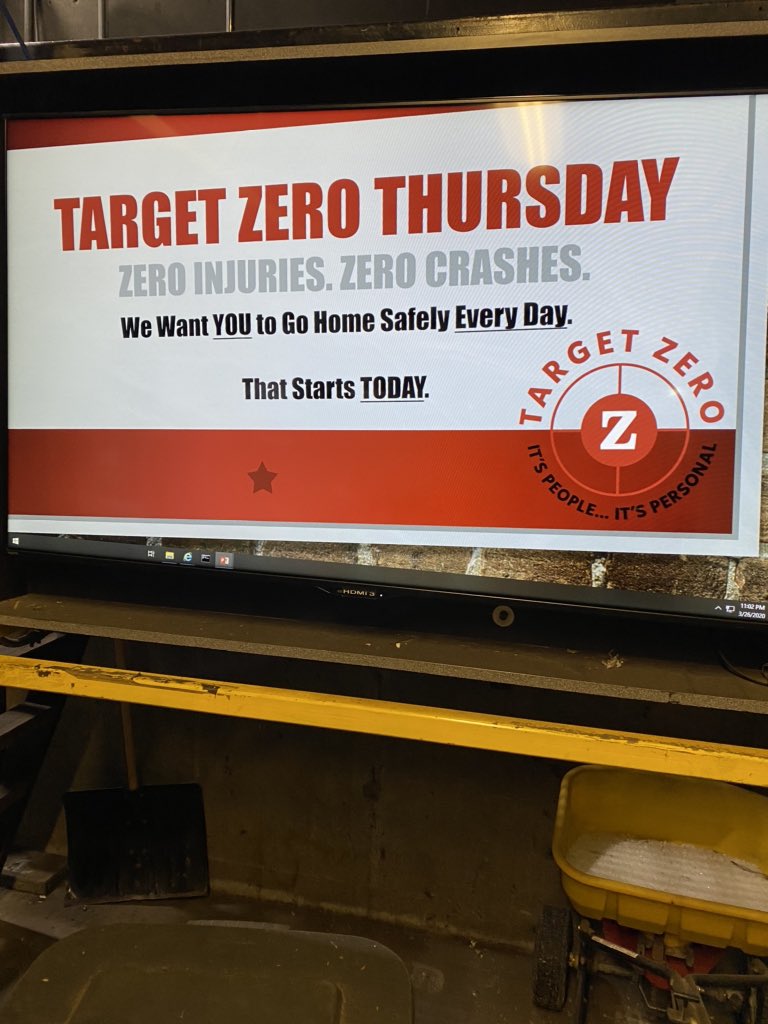 TARGET ZERO THURSDAY
ZERO INJURIES. ZERO CRASHES.
We Want YOU to Go Home Safely Every Day.
That Starts TODAY.
TARGET ZERO
Z
IT'S PEOPLE... IT'S PERSONAL
HDMI 3
11:02 PM
3/26/2020